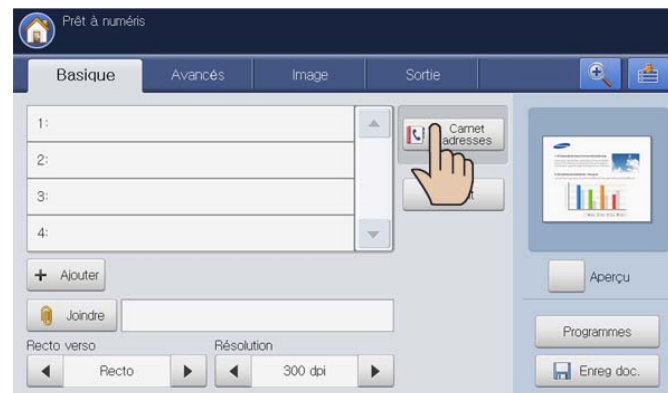 Prêt à numéris
Basique
Avancés
Image
Sortie
1:
2:
3:
4:
Carnet
adresses
+ Ajouter
Joindre
Aperçu
Recto verso
Résolution
Recto
300 dpi
Programmes
Enreg doc.